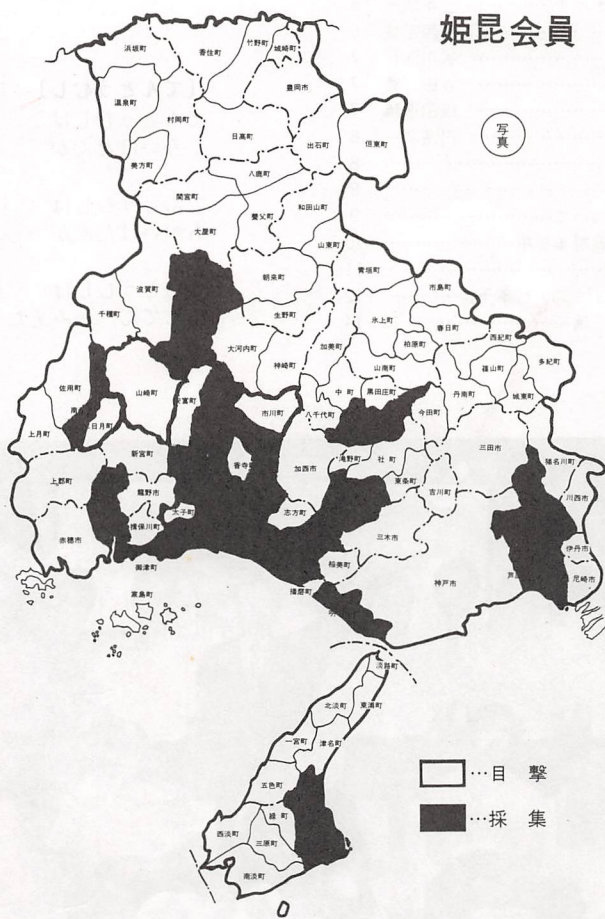 姫昆会員
写真
浜坂町
香住町
竹野町
城崎町
豊岡市
温泉町
村岡町
日高町
出石町
但東町
美方町
八鹿町
関宮町
養父町
和田山町
大屋町
山東町
朝来町
青垣町
波賀町
千種町
生野町
市島町
氷上町
春日町
大河内町
加美町
柏原町
西紀町
神崎町
山南町
篠山町
多紀町
佐用町
山崎町
安富町
中町
黒田庄町
丹南町
城東町
市川町
八千代町
今田町
上月町
南
三日月町
新宮町
香寺
加西市
滝野町
社町
三田市
猪名川町
上郡町
龍野市
東条町
吉川町
川西市
揖保川町
太子町
志方町
三木市
伊丹市
赤穂市
稲美町
神戸市
芦
尼崎市
御津町
播磨町
家島町
明
淡路町
北淡町
東浦町
一宮町
津名町
五色町
緑町
西淡町
三原町
南淡町
…目撃
…採集